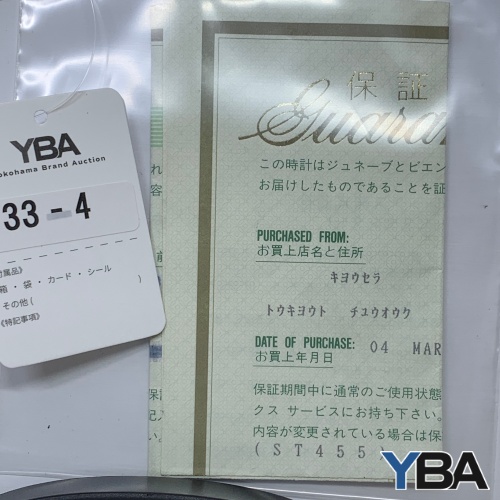 YBA
Yokohama Brand Auction
33-4
付属品》
箱・袋・カード・シール
その他( )
《特記事項》
保証
Guaran
この時計はジュネーブとビエン
お届けしたものであることを証
PURCHASED FROM:
お買上店名と住所
キヨウセラ
トウキヨウト チユウオウク
DATE OF PURCHASE: 04 MAR
お買上年月日
保証期間中に通常のご使用状態
クス サービスにお持ち下さい。
内容が変更されている場合は保
(ST455)
YBA